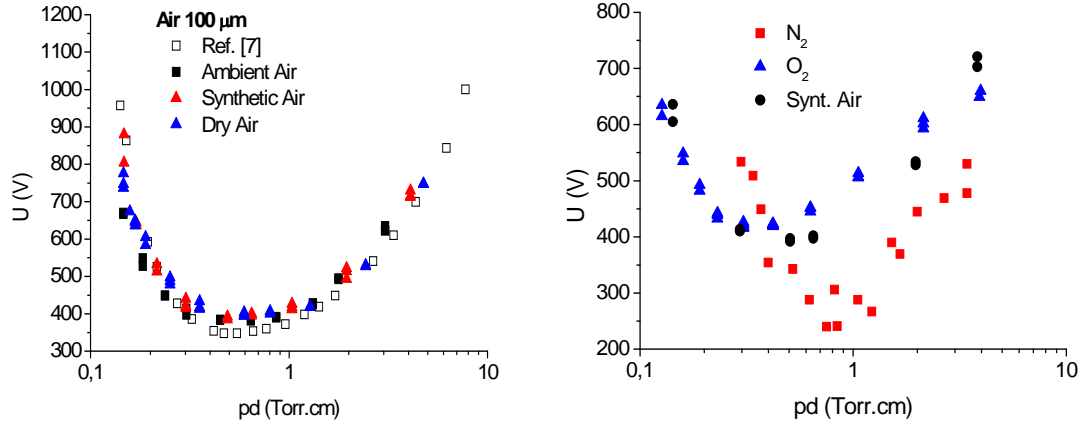 Air 100 μm
Ref. [7]
Ambient Air
Synthetic Air
Dry Air
1200
1100
1000
900
800
700
600
500
400
300
U (V)
0,1
1
10
pd (Torr.cm)
N₂
O₂
Synt. Air
800
700
600
500
400
300
200
U (V)
0,1
1
10
pd (Torr.cm)